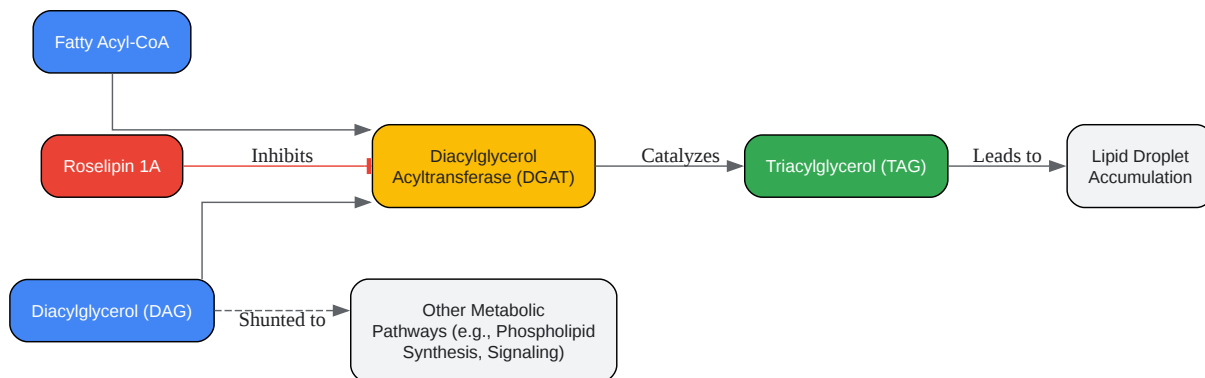 Fatty Acyl-CoA
Roselipin 1A
Inhibits
Diacylglycerol
Acyltransferase (DGAT)
Catalyzes
Triacylglycerol (TAG)
Leads to
Lipid Droplet
Accumulation
Diacylglycerol (DAG)
Shunted to
Other Metabolic
Pathways (e.g., Phospholipid
Synthesis, Signaling)